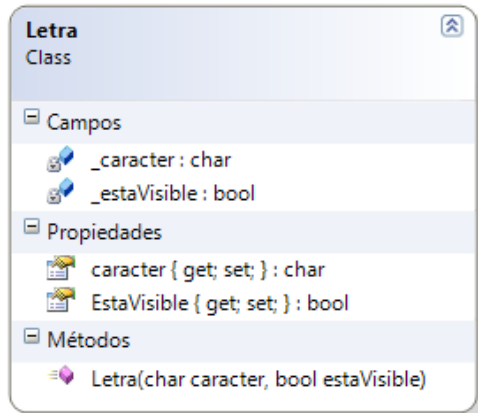 Letra
Class
Campos
_caracter : char
_estaVisible : bool
Propiedades
caracter { get; set; } : char
EstaVisible { get; set; } : bool
Métodos
Letra(char caracter, bool estaVisible)